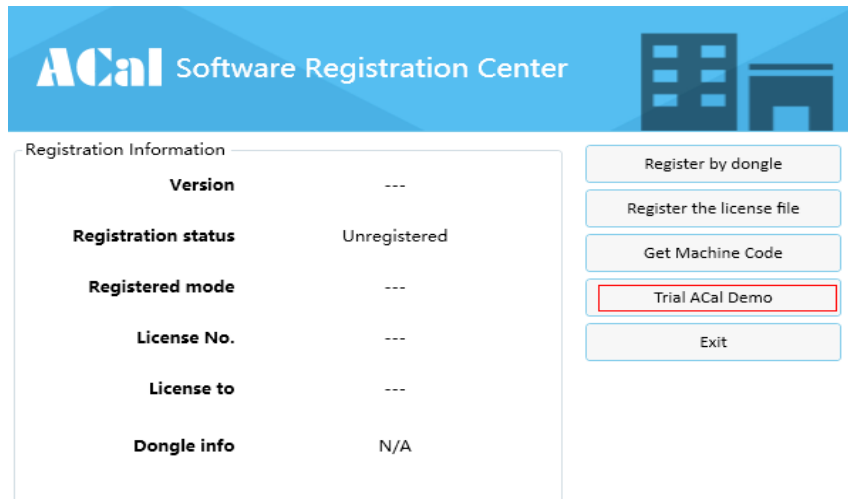 ACal Software Registration Center
Registration Information
Version ---
Registration status Unregistered
Registered mode ---
License No. ---
License to ---
Dongle info N/A
Register by dongle
Register the license file
Get Machine Code
Trial ACal Demo
Exit